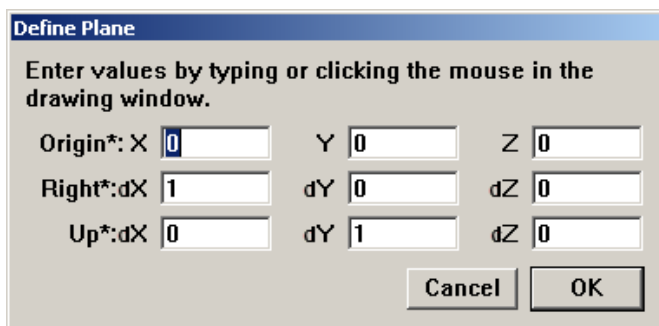 Define Plane
Enter values by typing or clicking the mouse in the
drawing window.
Origin*: X 0 Y 0 Z 0
Right*:dX 1 dY 0 dZ 0
Up*:dX 0 dY 1 dZ 0
Cancel OK